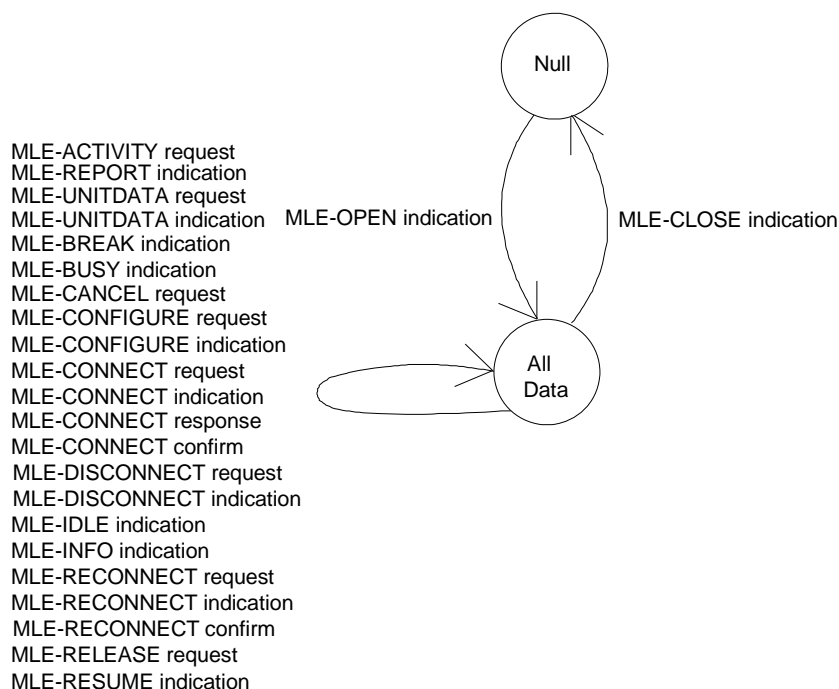 Null
MLE-ACTIVITY request
MLE-REPORT indication
MLE-UNITDATA request
MLE-UNITDATA indication
MLE-BREAK indication
MLE-BUSY indication
MLE-CANCEL request
MLE-CONFIGURE request
MLE-CONFIGURE indication
MLE-CONNECT request
MLE-CONNECT indication
MLE-CONNECT response
MLE-CONNECT confirm
MLE-DISCONNECT request
MLE-DISCONNECT indication
MLE-IDLE indication
MLE-INFO indication
MLE-RECONNECT request
MLE-RECONNECT indication
MLE-RECONNECT confirm
MLE-RELEASE request
MLE-RESUME indication
MLE-OPEN indication
MLE-CLOSE indication
All
Data